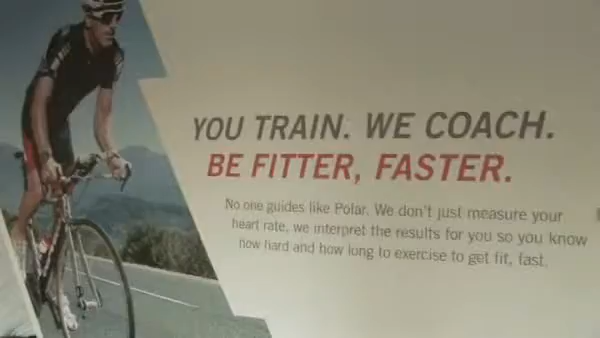 YOU TRAIN. WE COACH.
BE FITTER, FASTER.
No one guides like Polar. We don't just measure your
heart rate, we interpret the results for you so you know
how hard and how long to exercise to get fit, fast.